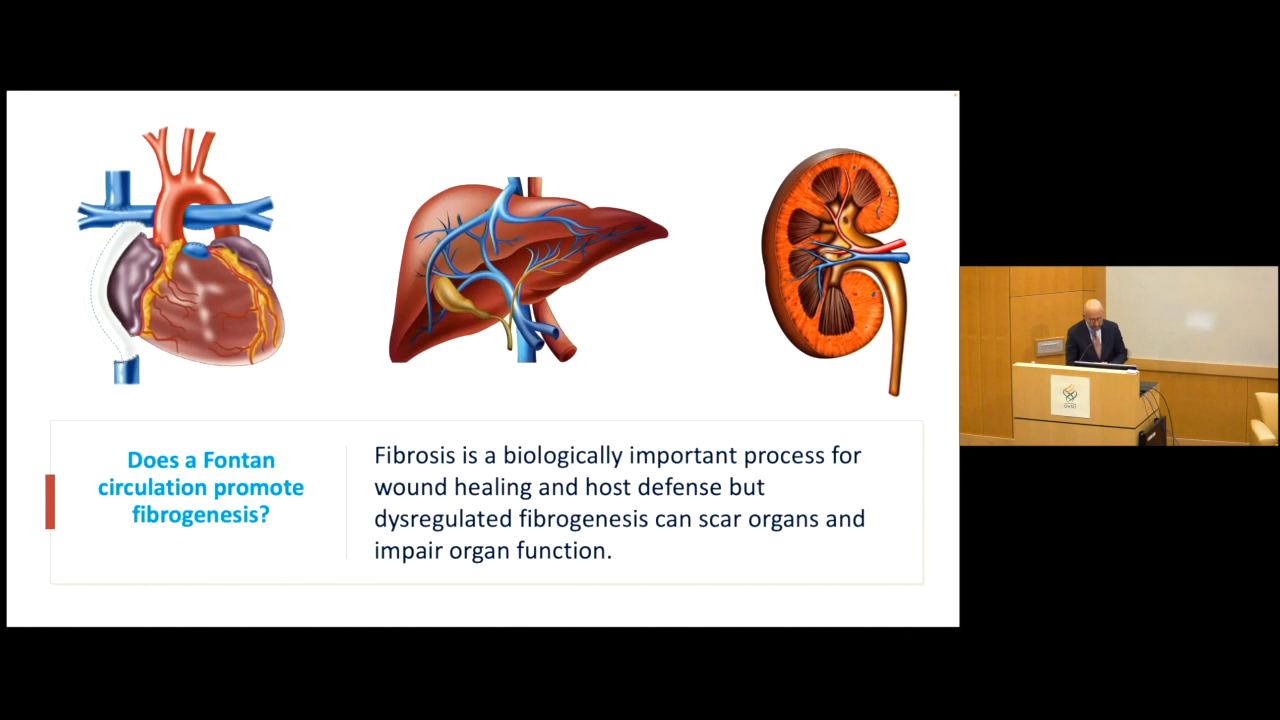 Does a Fontan
circulation promote
fibrogenesis?
Fibrosis is a biologically important process for
wound healing and host defense but
dysregulated fibrogenesis can scar organs and
impair organ function.